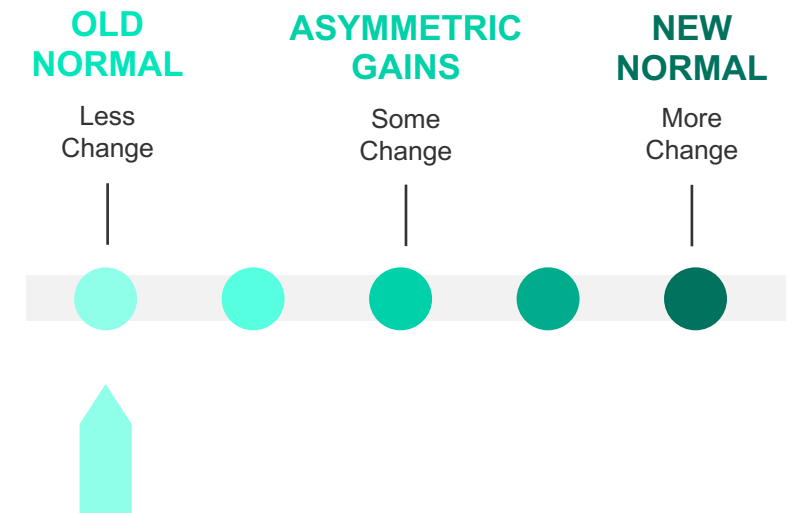 OLD
NORMAL
Less
Change
ASYMMETRIC
GAINS
Some
Change
NEW
NORMAL
More
Change